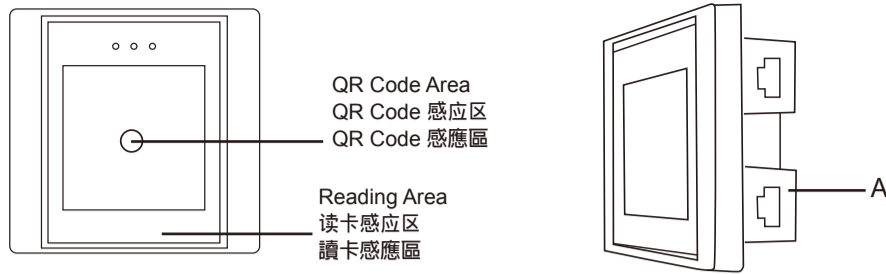 QR Code Area
QR Code 感应区
QR Code 感應區
Reading Area
读卡感应区
讀卡感應區
A